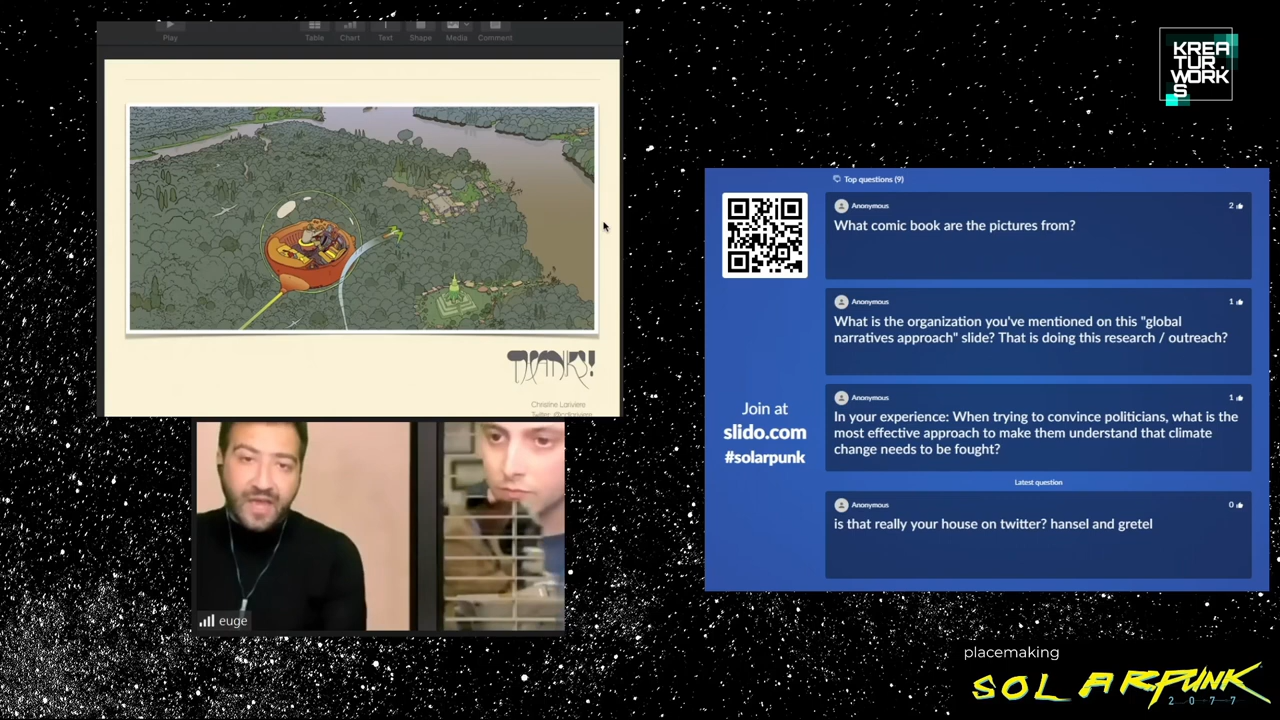 Play
Table
Chart
Text
Shape
Media
Comment
THANKS!
Christine Lariviere
KREA
TUR.
WORK
S
Top questions (9)
Anonymous
2
What comic book are the pictures from?
Anonymous
1
What is the organization you've mentioned on this "global
narratives approach" slide? That is doing this research / outreach?
Anonymous
1
In your experience: When trying to convince politicians, what is the
most effective approach to make them understand that climate
change needs to be fought?
Latest question
Anonymous
0
is that really your house on twitter? hansel and gretel
Join at
slido.com
#solarpunk
euge
placemaking
SOLARPUNK
2077